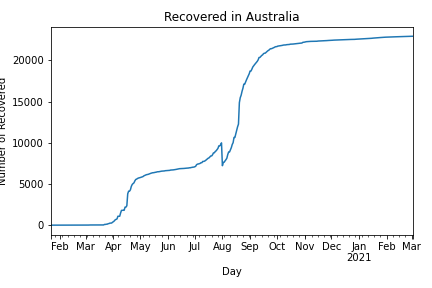 Recovered in Australia
Number of Recovered
20000
15000
10000
5000
0
Feb Mar Apr May Jun Jul Aug Sep Oct Nov Dec Jan Feb Mar
2021
Day